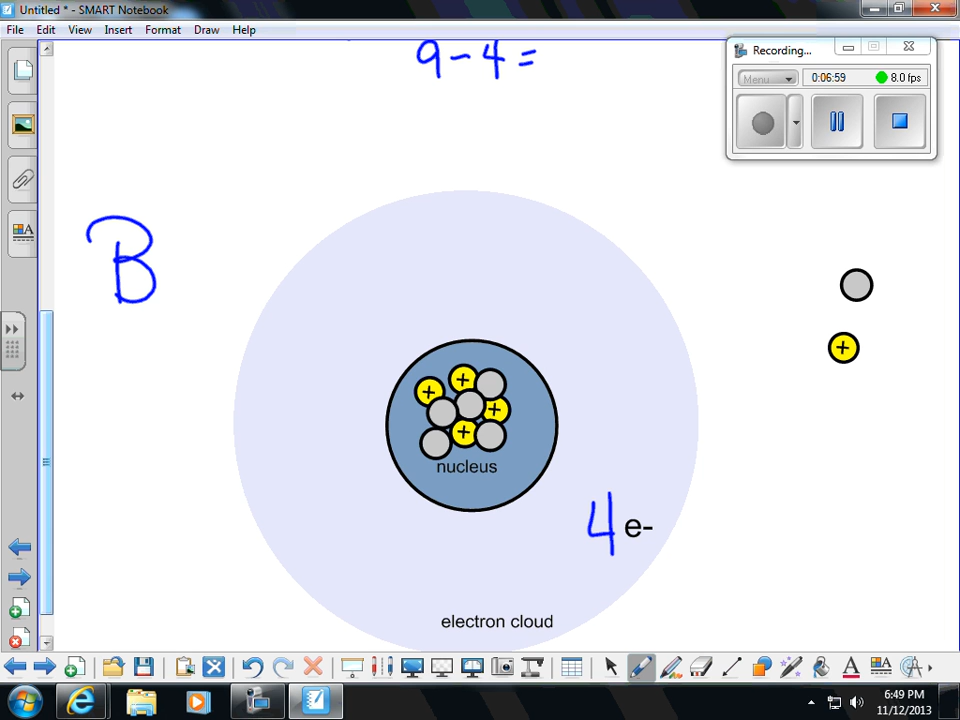 Untitled * - SMART Notebook
File Edit View Insert Format Draw Help
9 - 4 =
Recording...
Menu 0:06:59 8.0 fps
B
+
+ +
+
+
nucleus
4 e-
electron cloud
A
6:49 PM
11/12/2013